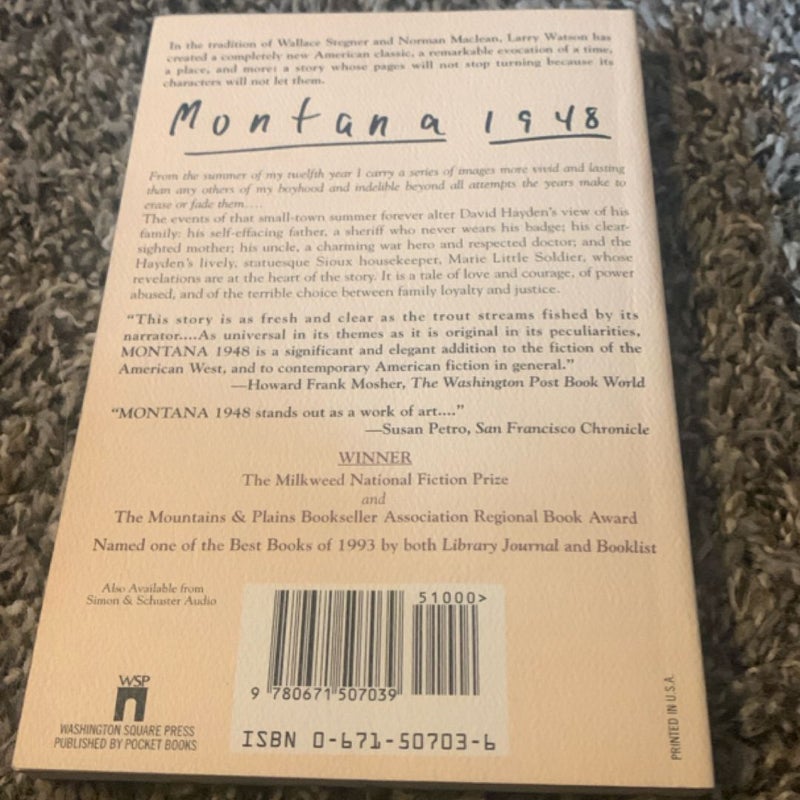 In the tradition of Wallace Stegner and Norman Maclean, Larry Watson has
created a completely new American classic, a remarkable evocation of a time,
a place, and more: a story whose pages will not stop turning because its
characters will not let them.
Montana 1948
From the summer of my twelfth year I carry a series of images more vivid and lasting
than any others of my boyhood and indelible beyond all attempts the years make to
erase or fade them....
The events of that small-town summer forever alter David Hayden's view of his
family: his self-effacing father, a sheriff who never wears his badge; his clear-
sighted mother; his uncle, a charming war hero and respected doctor; and the
Hayden's lively, statuesque Sioux housekeeper, Marie Little Soldier, whose
revelations are at the heart of the story. It is a tale of love and courage, of power
abused, and of the terrible choice between family loyalty and justice.
"This story is as fresh and clear as the trout streams fished by its
narrator....As universal in its themes as it is original in its peculiarities,
MONTANA 1948 is a significant and elegant addition to the fiction of the
American West, and to contemporary American fiction in general."
—Howard Frank Mosher, The Washington Post Book World
"MONTANA 1948 stands out as a work of art...."
—Susan Petro, San Francisco Chronicle
WINNER
The Milkweed National Fiction Prize
and
The Mountains & Plains Bookseller Association Regional Book Award
Named one of the Best Books of 1993 by both Library Journal and Booklist
Also Available from
Simon & Schuster Audio
51000>
9 780671 507039
ISBN 0-671-50703-6
WSP
WASHINGTON SQUARE PRESS
PUBLISHED BY POCKET BOOKS
PRINTED IN U.S.A.